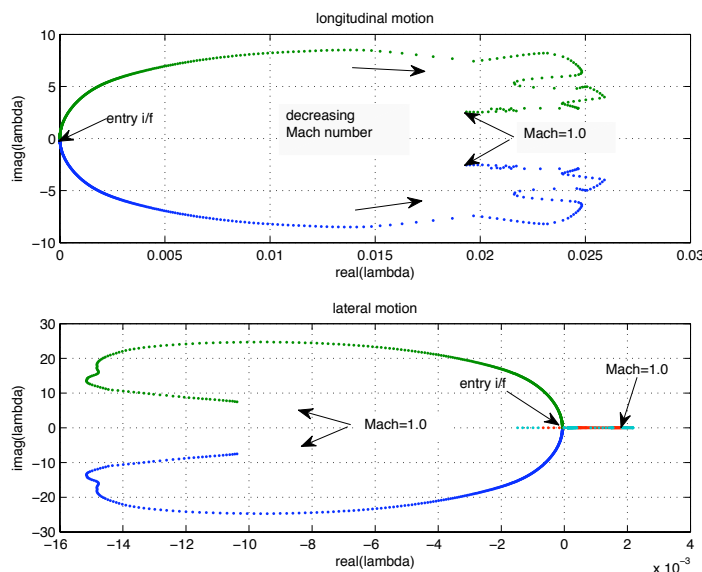 longitudinal motion
10
5
0
−5
−10
imag(lambda)
entry i/f
decreasing
Mach number
Mach=1.0
0
0.005
0.01
0.015
0.02
0.025
0.03
real(lambda)
lateral motion
30
20
10
0
−10
−20
−30
imag(lambda)
entry i/f
Mach=1.0
Mach=1.0
−16
−14
−12
−10
−8
−6
−4
−2
0
2
4
real(lambda)
x 10⁻³